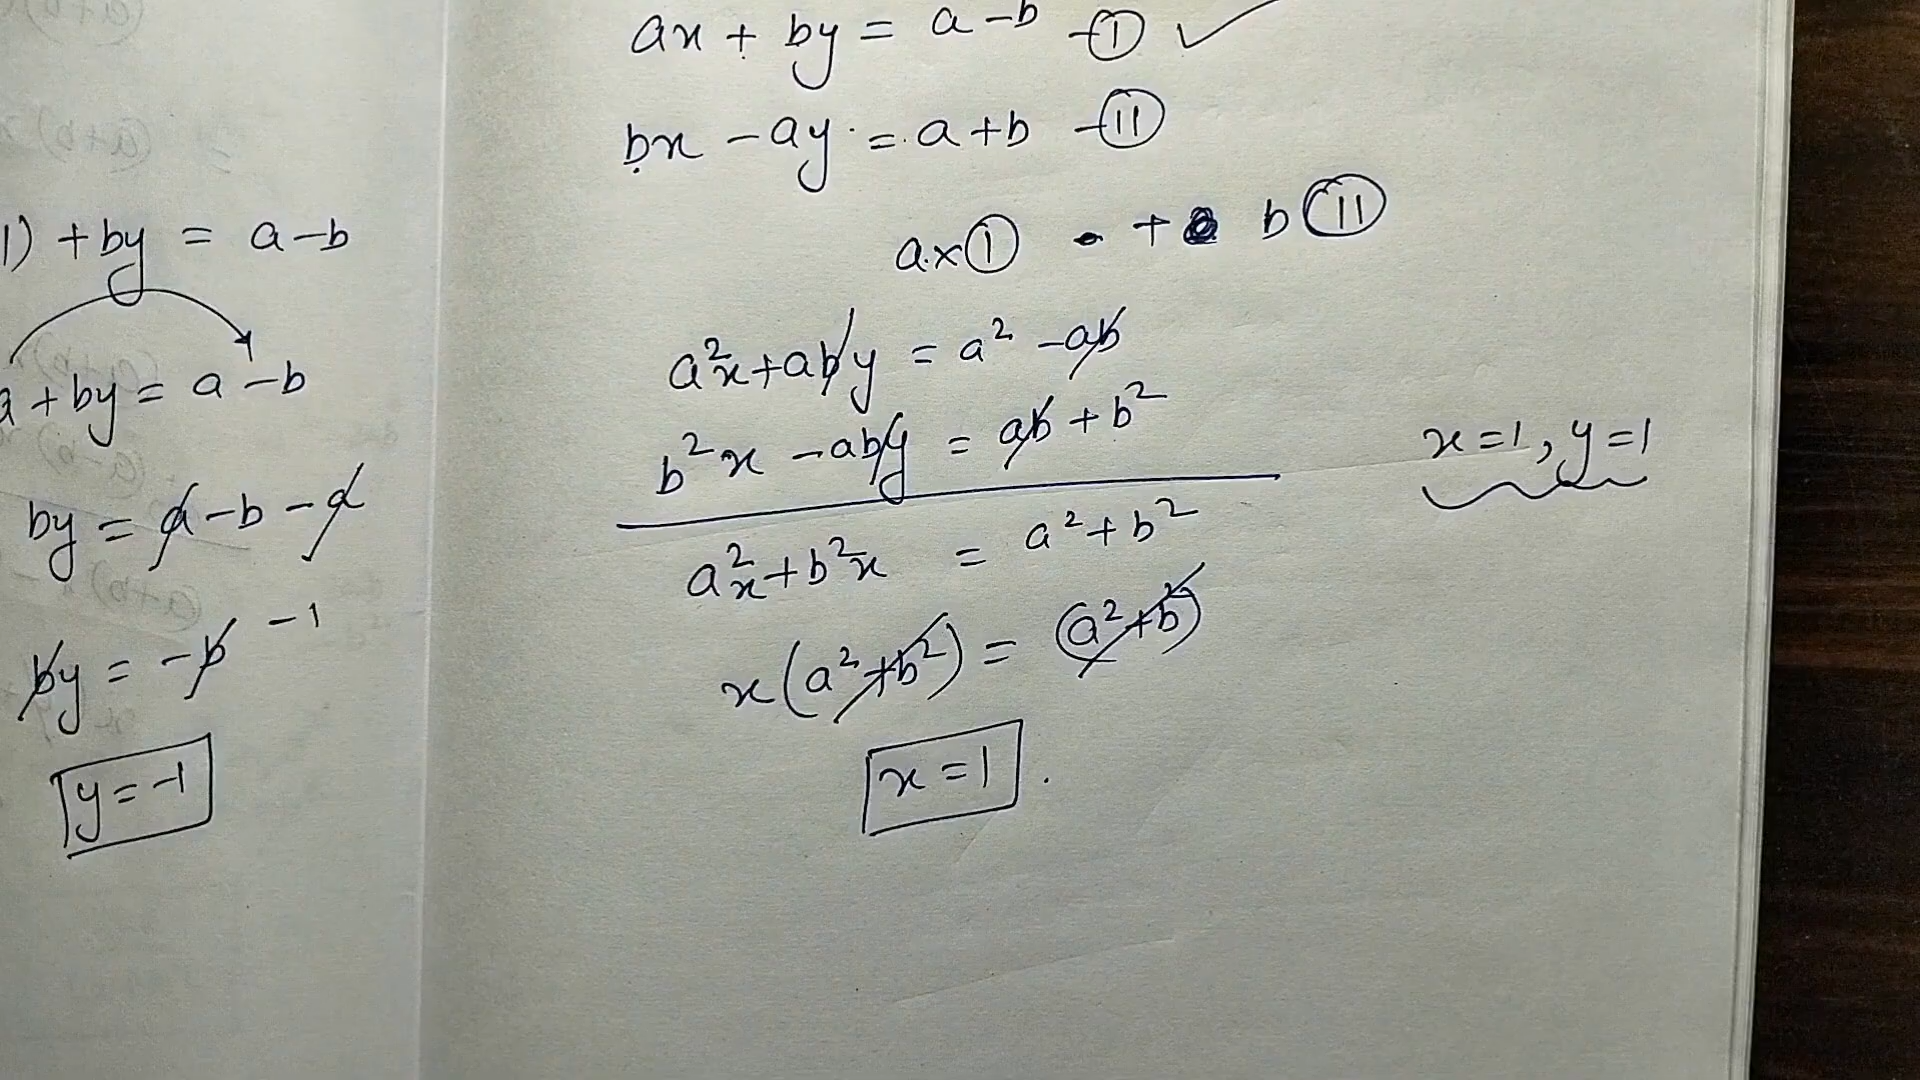 ax + by = a - b - I ✓
bx - ay = a + b - II
a x I - + b II
a²x + aby = a² - ab
b²x - aby = ab + b²
a²x + b²x = a² + b²
x(a² + b²) = (a² + b²)
x = 1 .
x = 1, y = 1
1) + by = a - b
a + by = a - b
by = a - b - a
by = -b -1
y = -1